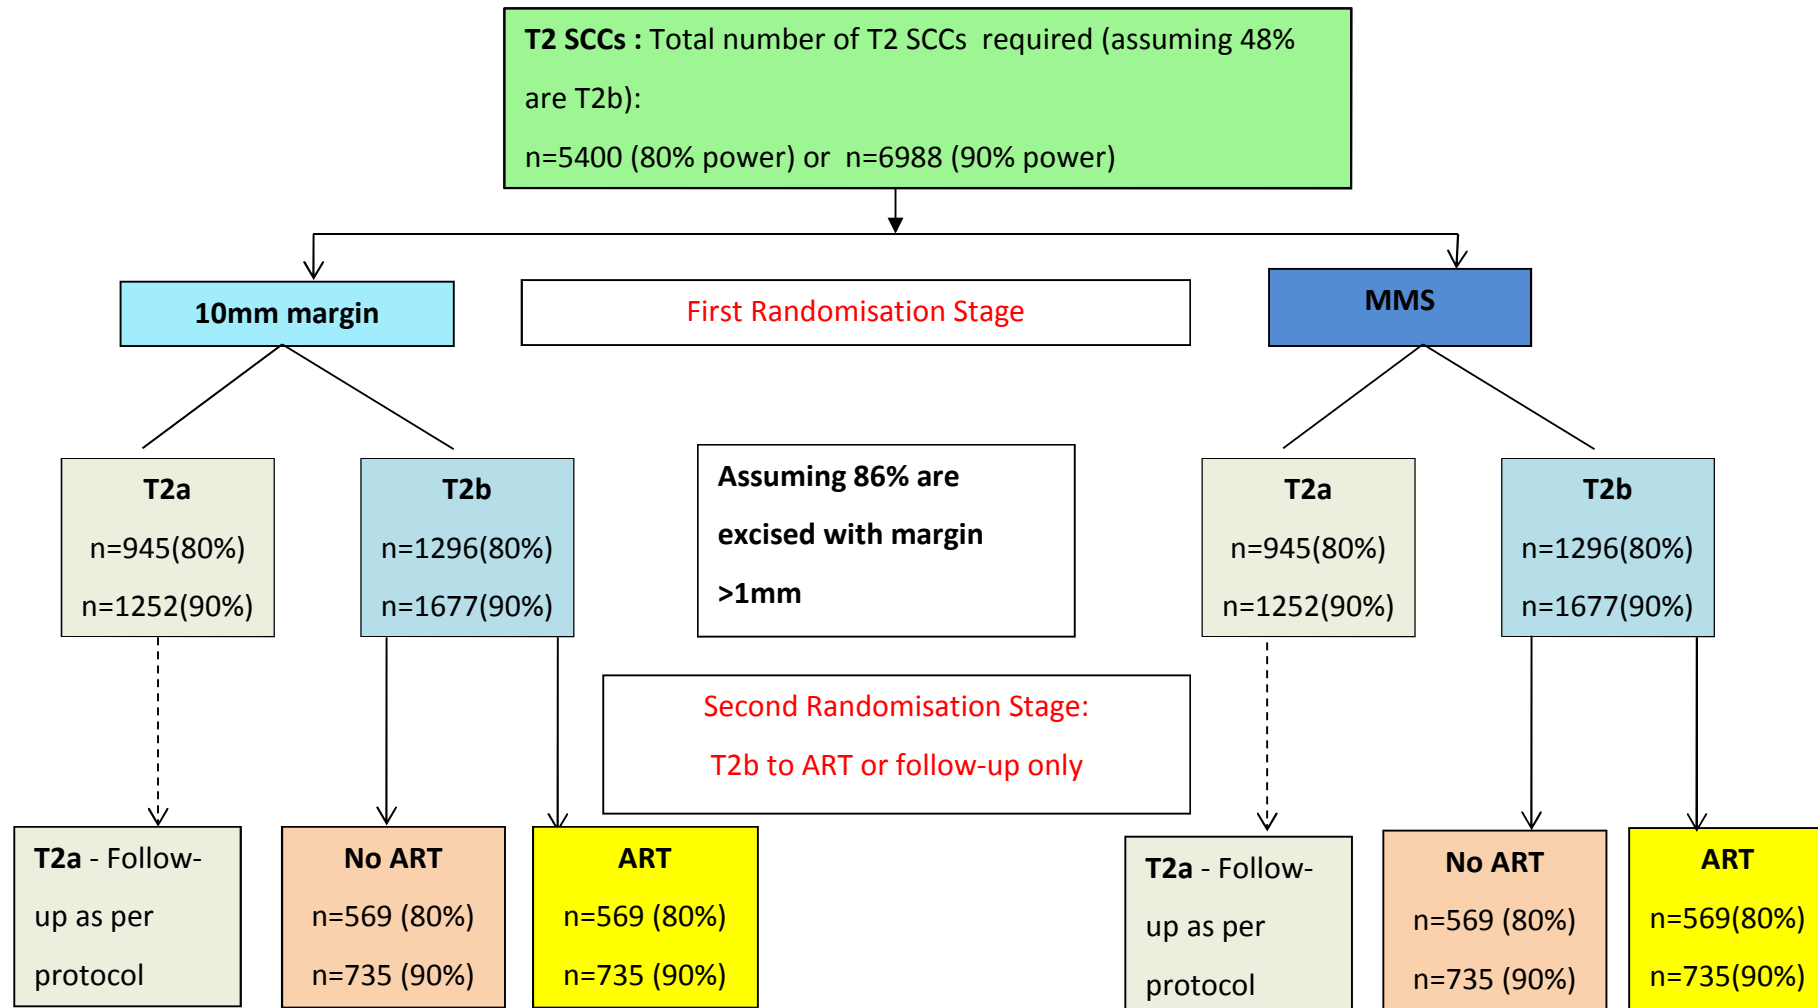 T2 SCCs : Total number of T2 SCCs required (assuming 48%
are T2b):
n=5400 (80% power) or n=6988 (90% power)
10mm margin
First Randomisation Stage
MMS
T2a
n=945(80%)
n=1252(90%)
T2b
n=1296(80%)
n=1677(90%)
Assuming 86% are
excised with margin
>1mm
T2a
n=945(80%)
n=1252(90%)
T2b
n=1296(80%)
n=1677(90%)
Second Randomisation Stage:
T2b to ART or follow-up only
T2a - Follow-
up as per
protocol
No ART
n=569 (80%)
n=735 (90%)
ART
n=569 (80%)
n=735 (90%)
T2a - Follow-
up as per
protocol
No ART
n=569 (80%)
n=735 (90%)
ART
n=569(80%)
n=735(90%)